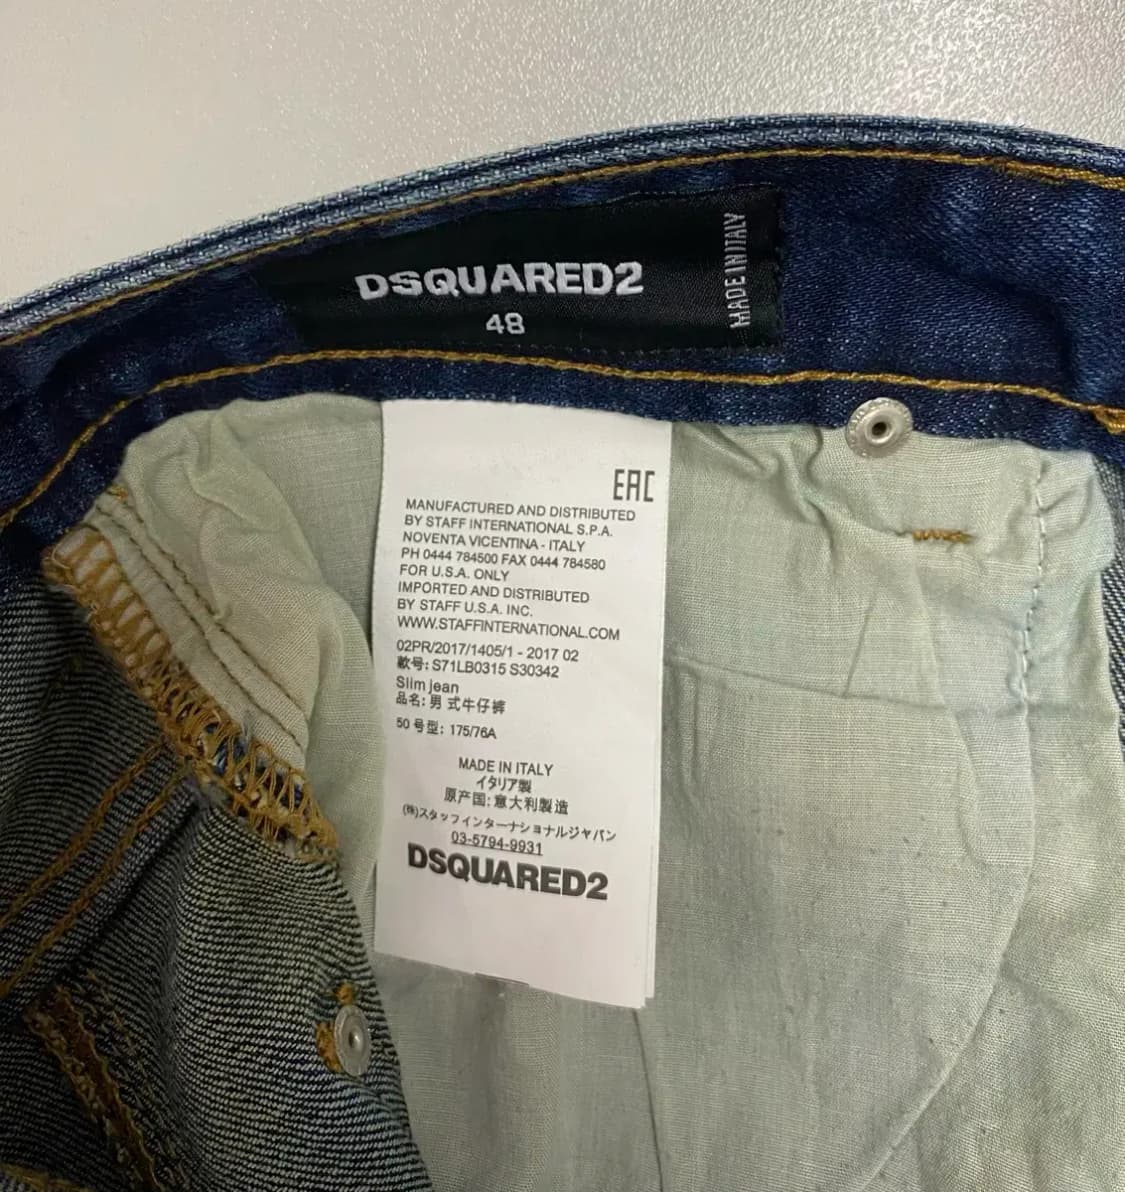 DSQUARED2
48
MADE IN ITALY
EAC
MANUFACTURED AND DISTRIBUTED
BY STAFF INTERNATIONAL S.P.A.
NOVENTA VICENTINA - ITALY
PH 0444 784500 FAX 0444 784580
FOR U.S.A. ONLY
IMPORTED AND DISTRIBUTED
BY STAFF U.S.A. INC.
WWW.STAFFINTERNATIONAL.COM
02PR/2017/1405/1 - 2017 02
款号: S71LB0315 S30342
Slim jean
品名: 男 式牛仔裤
50 号型: 175/76A
MADE IN ITALY
イタリア製
原产国: 意大利製造
(株)スタッフインターナショナルジャパン
03-5794-9931
DSQUARED2